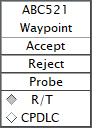 ABC521
Waypoint
Accept
Reject
Probe
R/T
CPDLC